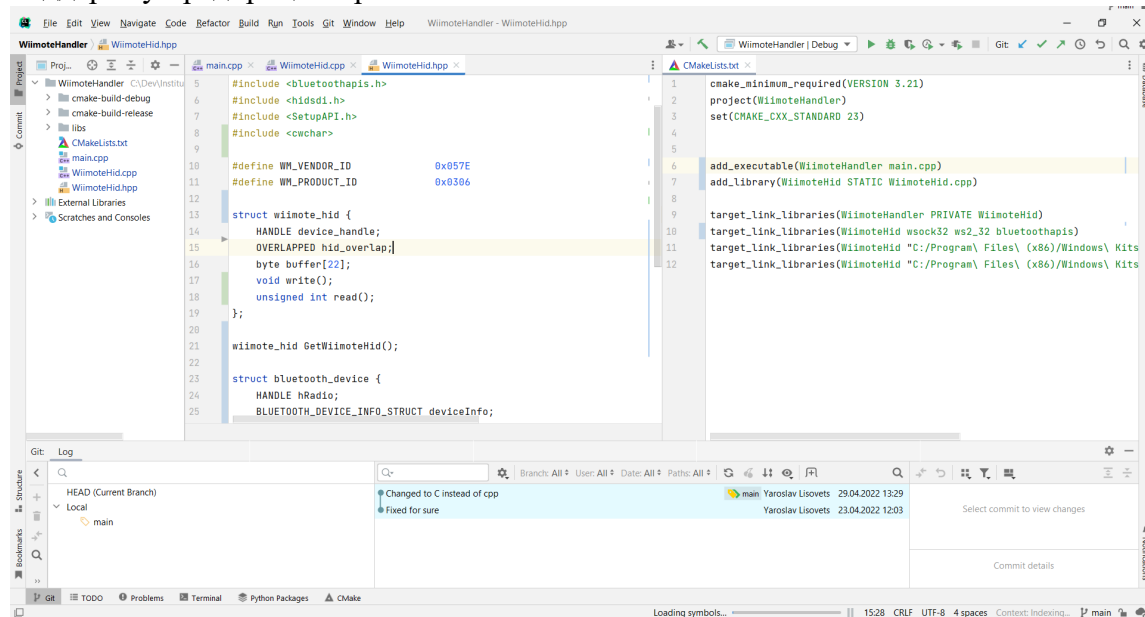 File Edit View Navigate Code Refactor Build Run Tools Git Window Help WiimoteHandler - WiimoteHid.hpp
WiimoteHandler WiimoteHid.hpp
WiimoteHandler | Debug
Git:
Project
Commit
Structure
Bookmarks
Proj...
WiimoteHandler C:\Dev\Institu
cmake-build-debug
cmake-build-release
libs
CMakeLists.txt
main.cpp
WiimoteHid.cpp
WiimoteHid.hpp
External Libraries
Scratches and Consoles
main.cpp WiimoteHid.cpp WiimoteHid.hpp
5 #include <bluetoothapis.h>
6 #include <hidsdi.h>
7 #include <SetupAPI.h>
8 #include <cwchar>
9
10 #define WM_VENDOR_ID 0x057E
11 #define WM_PRODUCT_ID 0x0306
12
13 struct wiimote_hid {
14 HANDLE device_handle;
15 OVERLAPPED hid_overlap;
16 byte buffer[22];
17 void write();
18 unsigned int read();
19 };
20
21 wiimote_hid GetWiimoteHid();
22
23 struct bluetooth_device {
24 HANDLE hRadio;
25 BLUETOOTH_DEVICE_INFO_STRUCT deviceInfo;
CMakeLists.txt
1 cmake_minimum_required(VERSION 3.21)
2 project(WiimoteHandler)
3 set(CMAKE_CXX_STANDARD 23)
4
5
6 add_executable(WiimoteHandler main.cpp)
7 add_library(WiimoteHid STATIC WiimoteHid.cpp)
8
9 target_link_libraries(WiimoteHandler PRIVATE WiimoteHid)
10 target_link_libraries(WiimoteHid wsock32 ws2_32 bluetoothapis)
11 target_link_libraries(WiimoteHid "C:/Program\ Files\ (x86)/Windows\ Kits
12 target_link_libraries(WiimoteHid "C:/Program\ Files\ (x86)/Windows\ Kits
Git: Log
Branch: All User: All Date: All Paths: All
HEAD (Current Branch)
Local
main
Changed to C instead of cpp main Yaroslav Lisovets 29.04.2022 13:29
Fixed for sure Yaroslav Lisovets 23.04.2022 12:03
Select commit to view changes
Commit details
Git TODO Problems Terminal Python Packages CMake
Loading symbols... 15:28 CRLF UTF-8 4 spaces Context: Indexing... main